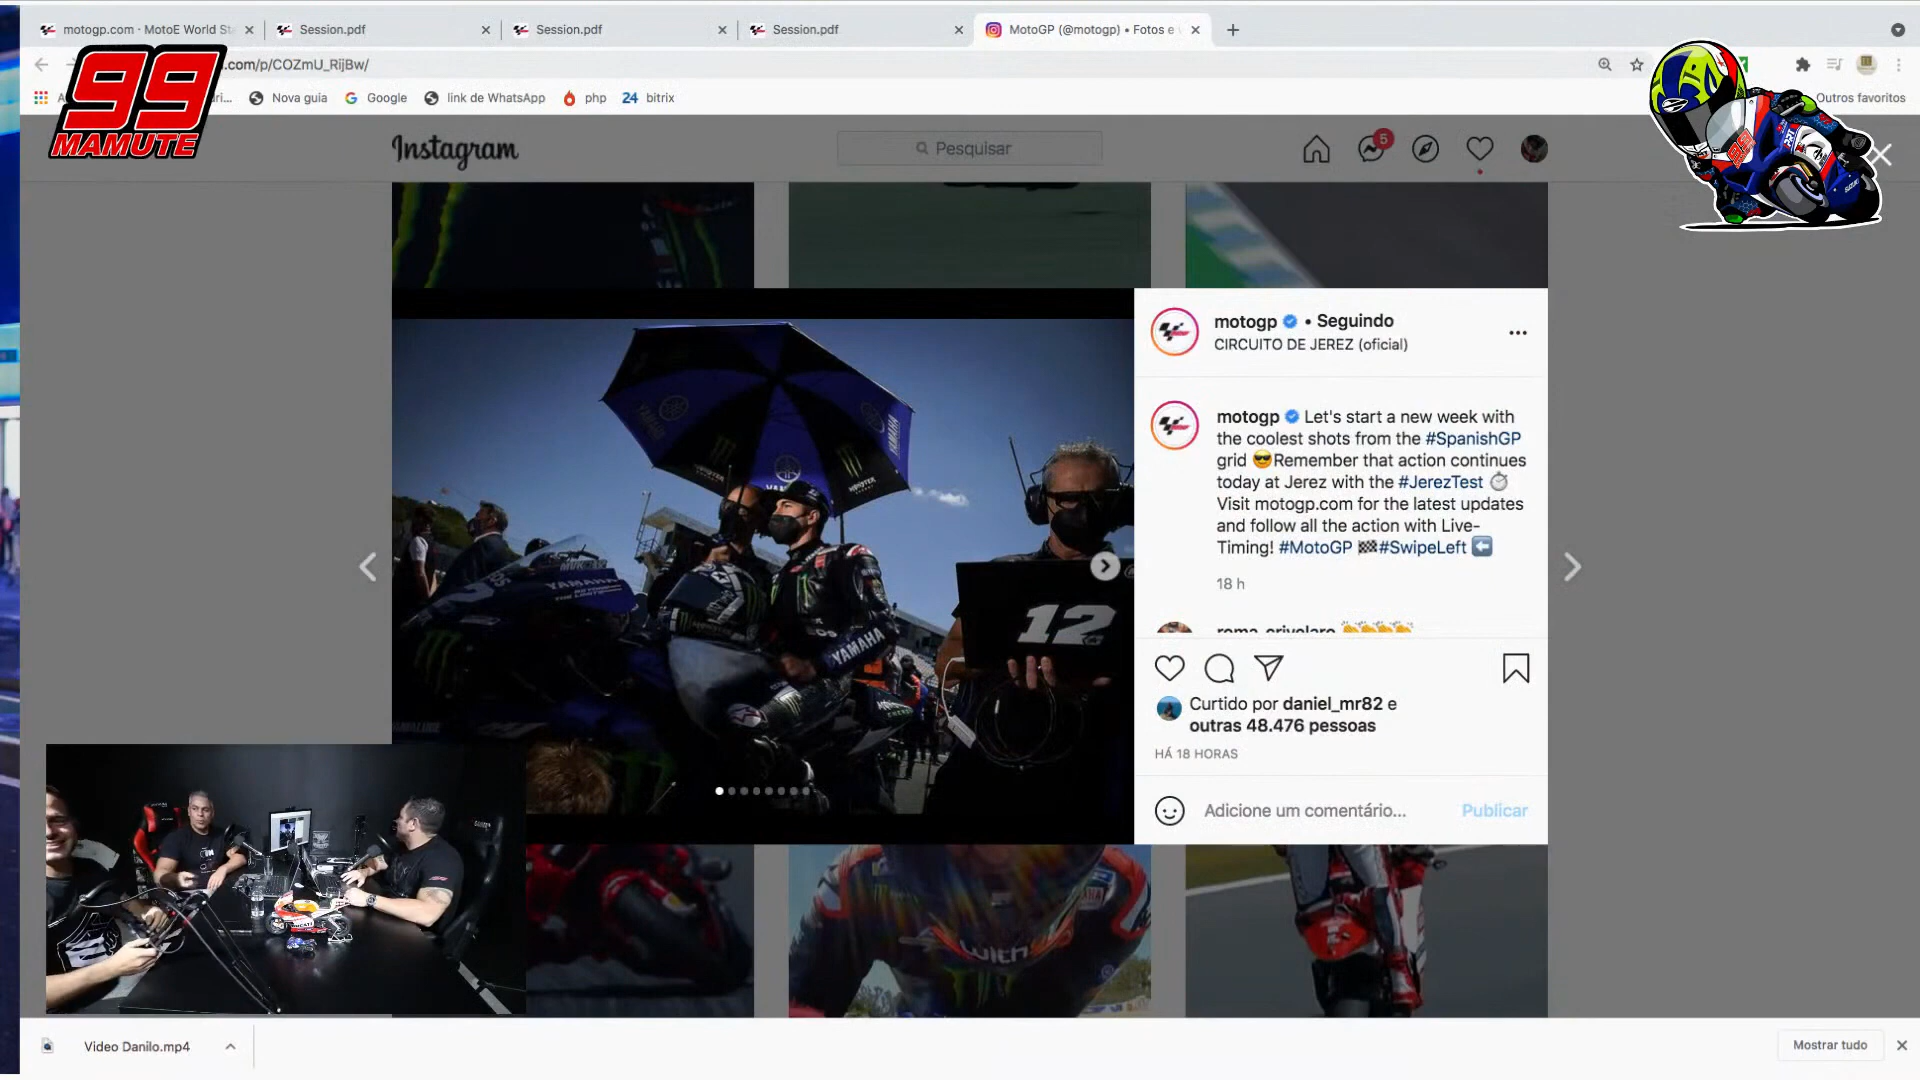 motogp.com · MotoE World St
Session.pdf
Session.pdf
Session.pdf
MotoGP (@motogp) • Fotos e
.com/p/COZmU_RijBw/
Nova guia
Google
link de WhatsApp
php
24 bitrix
Outros favoritos
99
MAMUTE
Instagram
Pesquisar
5
motogp • Seguindo
CIRCUITO DE JEREZ (oficial)
motogp Let's start a new week with
the coolest shots from the #SpanishGP
grid 😎Remember that action continues
today at Jerez with the #JerezTest ⏱
Visit motogp.com for the latest updates
and follow all the action with Live-
Timing! #MotoGP 🏁#SwipeLeft ⬅️
18 h
roma_crivelaro 👏👏👏👏
YAMAHA
YAMAHA
YAMAHA
YAMAHA
12
Curtido por daniel_mr82 e
outras 48.476 pessoas
HÁ 18 HORAS
Adicione um comentário...
Publicar
Video Danilo.mp4
Mostrar tudo